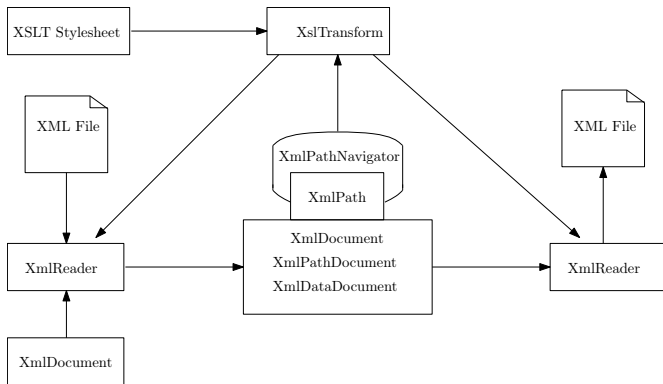 XSLT Stylesheet
XslTransform
XML File
XML File
XmlPathNavigator
XmlPath
XmlDocument
XmlPathDocument
XmlDataDocument
XmlReader
XmlReader
XmlDocument